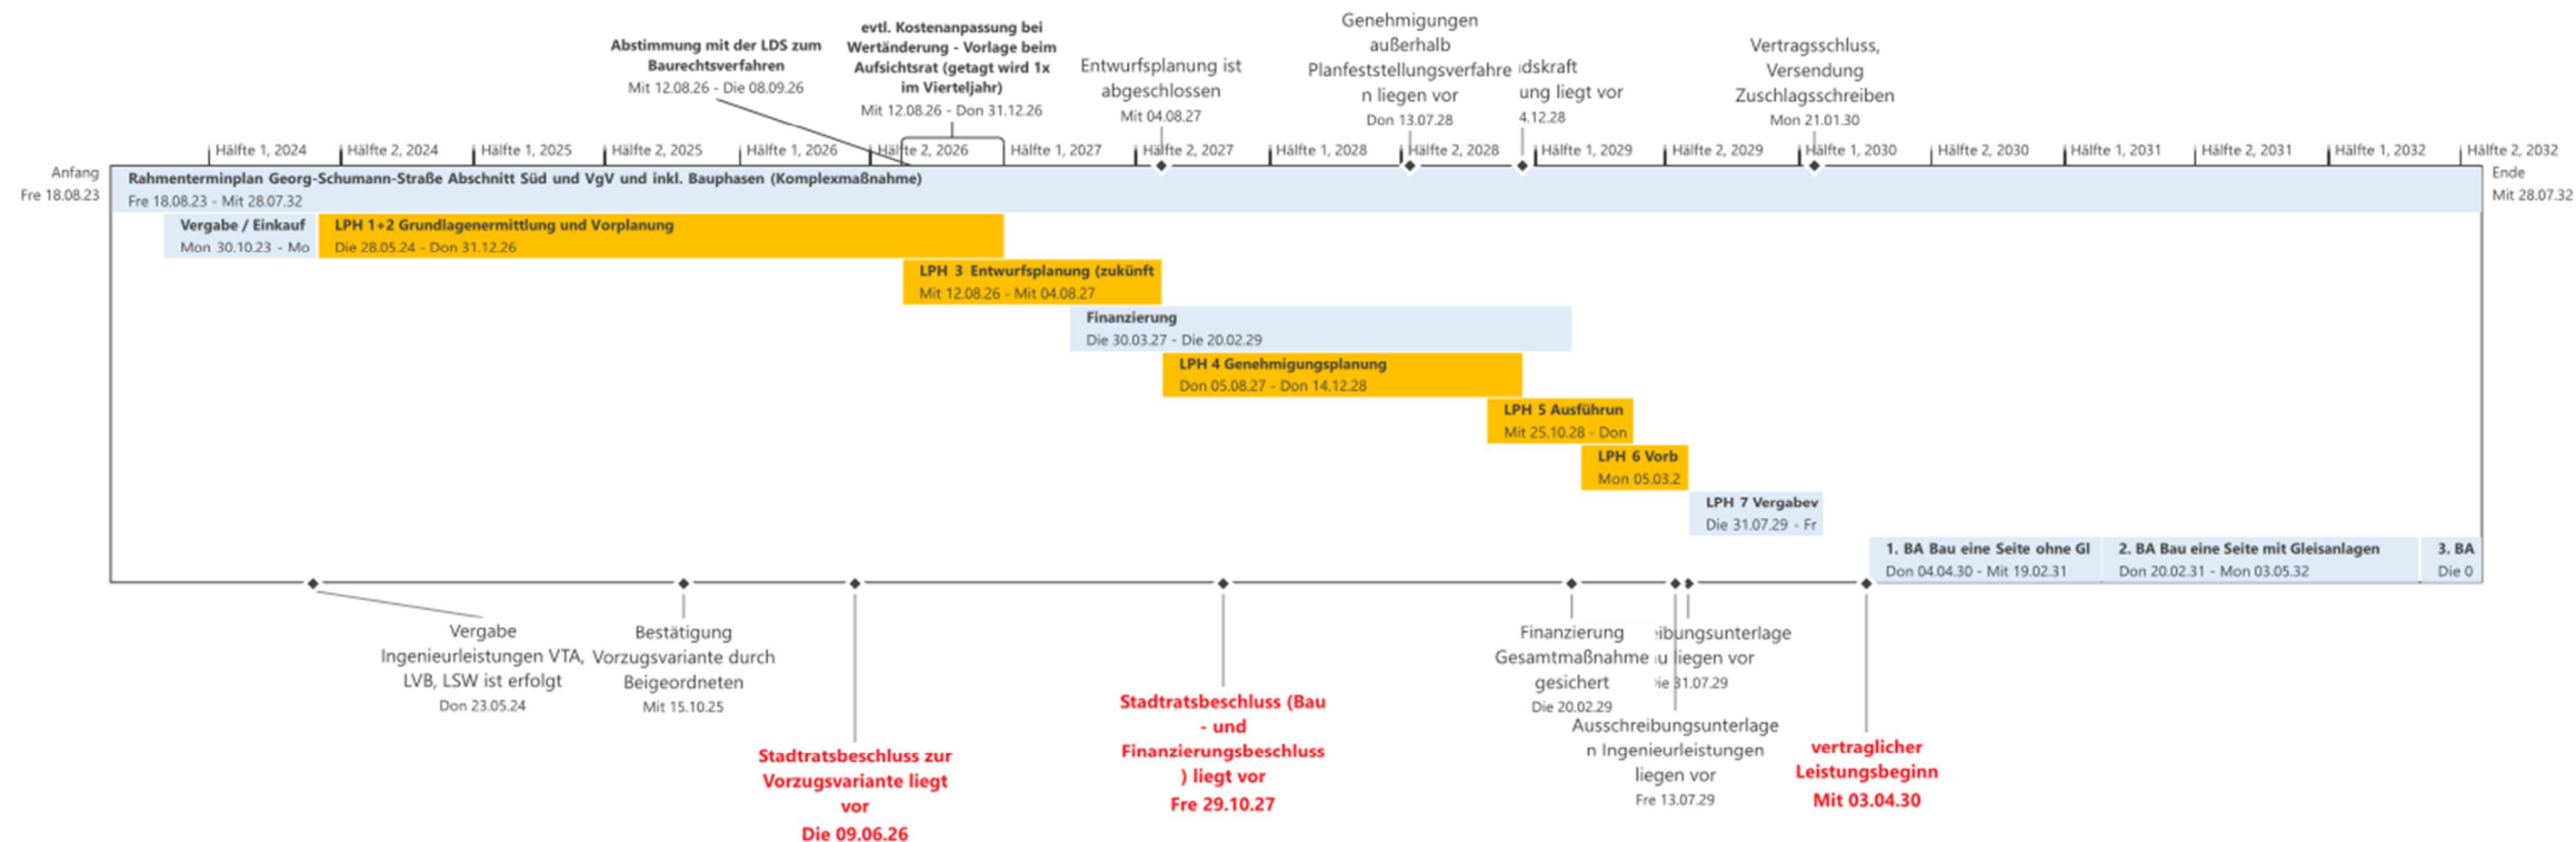 Abstimmung mit der LDS zum
Baurechtsverfahren
Mit 12.08.26 - Die 08.09.26
evtl. Kostenanpassung bei
Wertänderung - Vorlage beim
Aufsichtsrat (getagt wird 1x
im Vierteljahr)
Mit 12.08.26 - Don 31.12.26
Entwurfsplanung ist
abgeschlossen
Mit 04.08.27
Genehmigungen
außerhalb
Planfeststellungsverfahre
n liegen vor
Don 13.07.28
dskraft
ung liegt vor
4.12.28
Vertragsschluss,
Versendung
Zuschlagsschreiben
Mon 21.01.30
Hälfte 1, 2024
Hälfte 2, 2024
Hälfte 1, 2025
Hälfte 2, 2025
Hälfte 1, 2026
Hälfte 2, 2026
Hälfte 1, 2027
Hälfte 2, 2027
Hälfte 1, 2028
Hälfte 2, 2028
Hälfte 1, 2029
Hälfte 2, 2029
Hälfte 1, 2030
Hälfte 2, 2030
Hälfte 1, 2031
Hälfte 2, 2031
Hälfte 1, 2032
Hälfte 2, 2032
Anfang
Fre 18.08.23
Ende
Mit 28.07.32
Rahmenterminplan Georg-Schumann-Straße Abschnitt Süd und VgV und inkl. Bauphasen (Komplexmaßnahme)
Fre 18.08.23 - Mit 28.07.32
Vergabe / Einkauf
Mon 30.10.23 - Mo
LPH 1+2 Grundlagenermittlung und Vorplanung
Die 28.05.24 - Don 31.12.26
LPH 3 Entwurfsplanung (zukünft
Mit 12.08.26 - Mit 04.08.27
Finanzierung
Die 30.03.27 - Die 20.02.29
LPH 4 Genehmigungsplanung
Don 05.08.27 - Don 14.12.28
LPH 5 Ausführun
Mit 25.10.28 - Don
LPH 6 Vorb
Mon 05.03.2
LPH 7 Vergabev
Die 31.07.29 - Fr
1. BA Bau eine Seite ohne Gl
Don 04.04.30 - Mit 19.02.31
2. BA Bau eine Seite mit Gleisanlagen
Don 20.02.31 - Mon 03.05.32
3. BA
Die 0
Vergabe
Ingenieurleistungen VTA,
LVB, LSW ist erfolgt
Don 23.05.24
Bestätigung
Vorzugsvariante durch
Beigeordneten
Mit 15.10.25
Stadtratsbeschluss zur
Vorzugsvariante liegt
vor
Die 09.06.26
Stadtratsbeschluss (Bau
- und
Finanzierungsbeschluss
) liegt vor
Fre 29.10.27
Finanzierung
Gesamtmaßnahme
gesichert
Die 20.02.29
eibungsunterlage
u liegen vor
ie 31.07.29
Ausschreibungsunterlage
n Ingenieurleistungen
liegen vor
Fre 13.07.29
vertraglicher
Leistungsbeginn
Mit 03.04.30